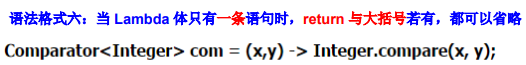 语法格式六：当 Lambda 体只有一条语句时，return 与大括号若有，都可以省略
Comparator<Integer> com = (x,y) -> Integer.compare(x, y);